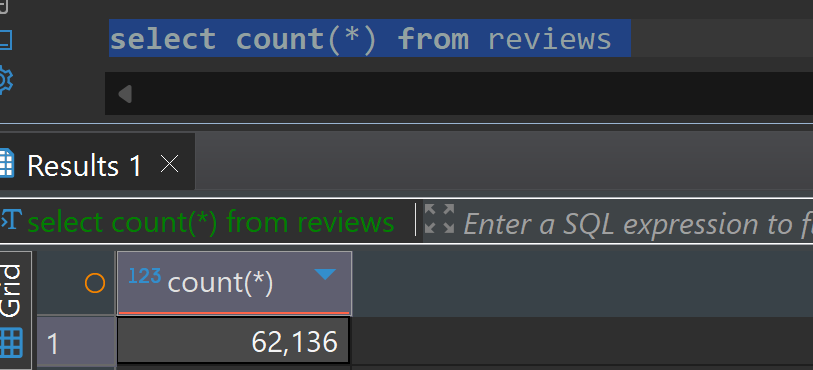 select count(*) from reviews
Results 1
select count(*) from reviews
Enter a SQL expression to
Grid
123 count(*)
1
62,136